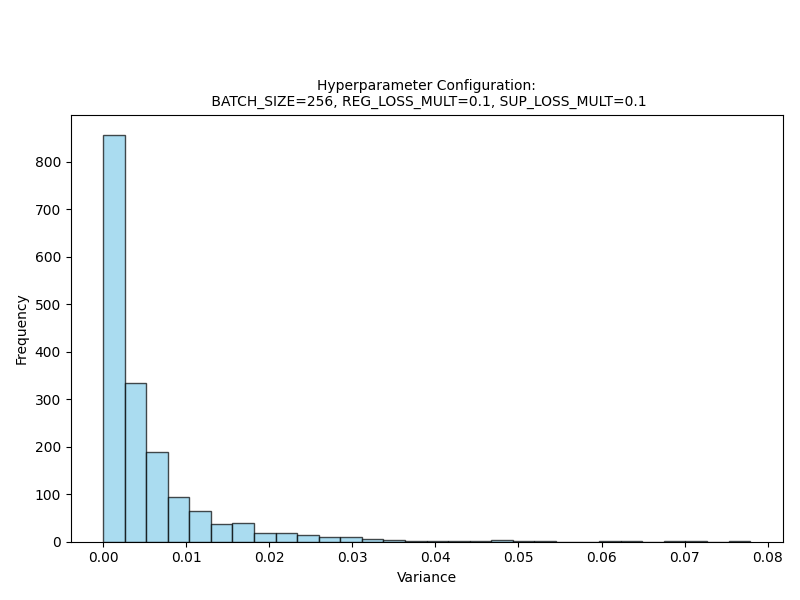 Hyperparameter Configuration:
BATCH_SIZE=256, REG_LOSS_MULT=0.1, SUP_LOSS_MULT=0.1
800
700
600
500
400
300
200
100
0
Frequency
0.00 0.01 0.02 0.03 0.04 0.05 0.06 0.07 0.08
Variance